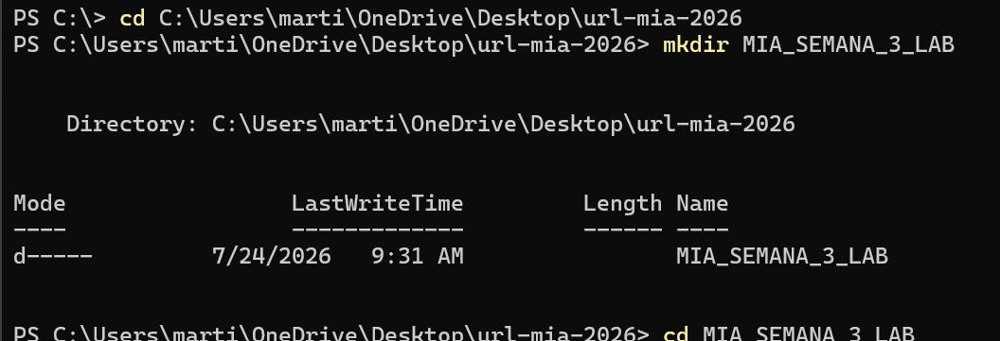 PS C:\> cd C:\Users\marti\OneDrive\Desktop\url-mia-2026
PS C:\Users\marti\OneDrive\Desktop\url-mia-2026> mkdir MIA_SEMANA_3_LAB
Directory: C:\Users\marti\OneDrive\Desktop\url-mia-2026
Mode LastWriteTime Length Name
---- ------------- ------ ----
d----- 7/24/2026 9:31 AM MIA_SEMANA_3_LAB
PS C:\Users\marti\OneDrive\Desktop\url-mia-2026> cd MIA_SEMANA_3_LAB